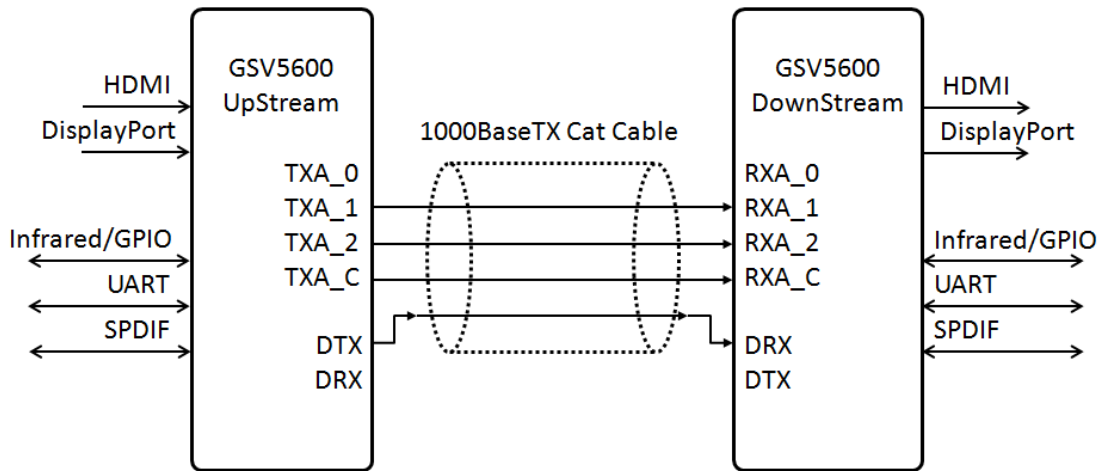 GSV5600
UpStream
HDMI
DisplayPort
Infrared/GPIO
UART
SPDIF
TXA_0
TXA_1
TXA_2
TXA_C
DTX
DRX
1000BaseTX Cat Cable
GSV5600
DownStream
RXA_0
RXA_1
RXA_2
RXA_C
DRX
DTX
HDMI
DisplayPort
Infrared/GPIO
UART
SPDIF